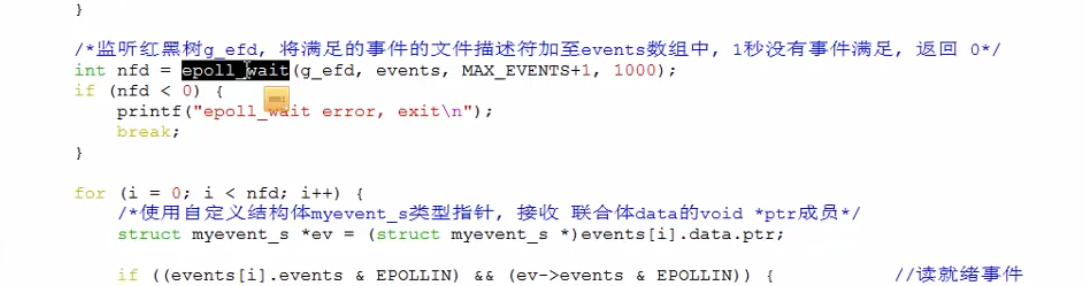 }
/*监听红黑树g_efd, 将满足的事件的文件描述符加至events数组中, 1秒没有事件满足, 返回 0*/
int nfd = epoll_wait(g_efd, events, MAX_EVENTS+1, 1000);
if (nfd < 0) {
printf("epoll_wait error, exit\n");
break;
}
for (i = 0; i < nfd; i++) {
/*使用自定义结构体myevent_s类型指针, 接收 联合体data的void *ptr成员*/
struct myevent_s *ev = (struct myevent_s *)events[i].data.ptr;
if ((events[i].events & EPOLLIN) && (ev->events & EPOLLIN)) { //读就绪事件